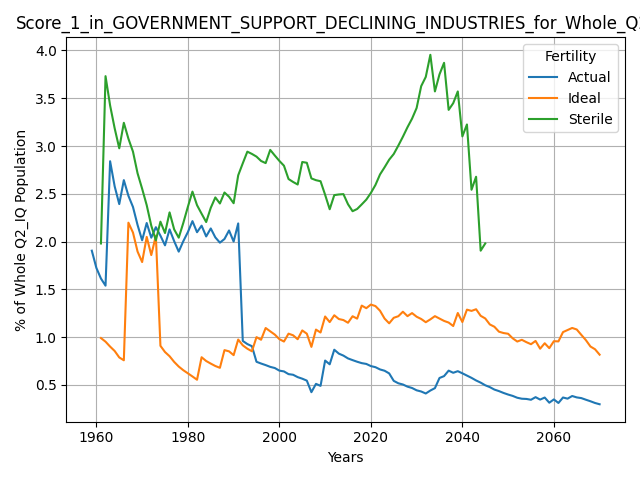 Score_1_in_GOVERNMENT_SUPPORT_DECLINING_INDUSTRIES_for_Whole_Q
Fertility
Actual
Ideal
Sterile
4.0
3.5
3.0
2.5
2.0
1.5
1.0
0.5
% of Whole Q2_IQ Population
1960
1980
2000
2020
2040
2060
Years